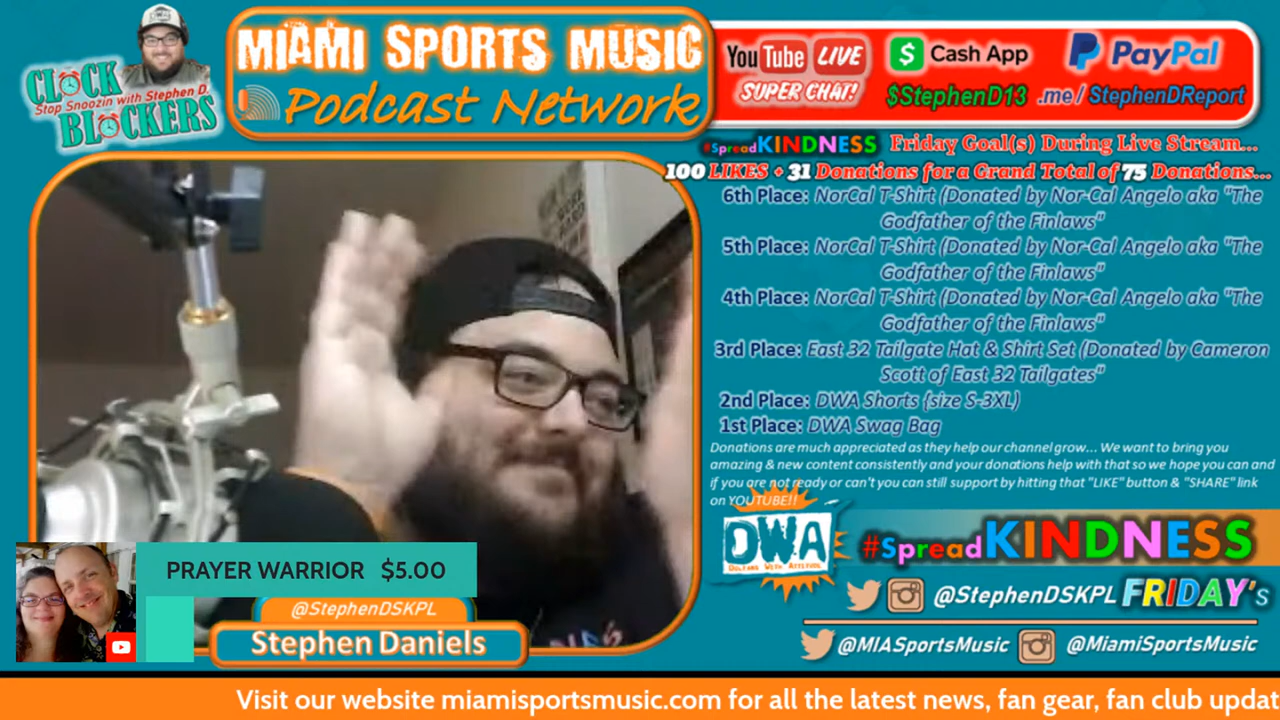 CLOCK
Stop Snoozin with Stephen D.
BLOCKERS
DWA
MIAMI SPORTS MUSIC
Podcast Network
YouTube LIVE
SUPER CHAT!
$ Cash App
$StephenD13
PayPal
.me/StephenDReport
#SpreadKINDNESS Friday Goal(s) During Live Stream...
100 LIKES + 31 Donations for a Grand Total of 75 Donations...
6th Place: NorCal T-Shirt (Donated by Nor-Cal Angelo aka "The
Godfather of the Finlaws"
5th Place: NorCal T-Shirt (Donated by Nor-Cal Angelo aka "The
Godfather of the Finlaws"
4th Place: NorCal T-Shirt (Donated by Nor-Cal Angelo aka "The
Godfather of the Finlaws"
3rd Place: East 32 Tailgate Hat & Shirt Set (Donated by Cameron
Scott of East 32 Tailgates"
2nd Place: DWA Shorts {size S-3XL)
1st Place: DWA Swag Bag
Donations are much appreciated as they help our channel grow... We want to bring you
amazing & new content consistently and your donations help with that so we hope you can and
if you are not ready or can't you can still support by hitting that "LIKE" button & "SHARE" link
on YOUTUBE!!
DWA
DOLFANS WITH ATTITUDE
#SpreadKINDNESS
@StephenDSKPL FRIDAY's
@MIASportsMusic @MiamiSportsMusic
PRAYER WARRIOR $5.00
@StephenDSKPL
Stephen Daniels
Visit our website miamisportsmusic.com for all the latest news, fan gear, fan club updat